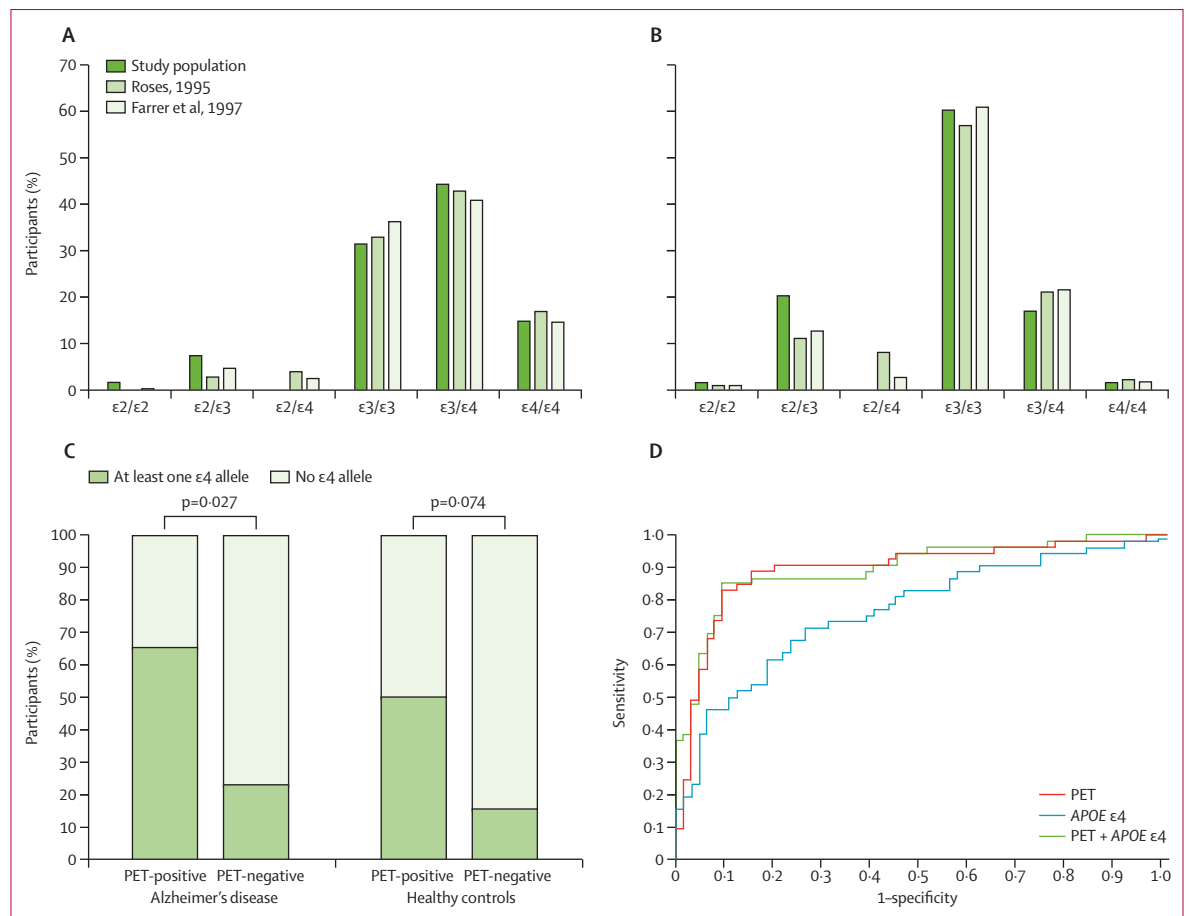 A
B
70
60
50
40
30
20
10
0
Participants (%)
Study population
Roses, 1995
Farrer et al, 1997
ε2/ε2
ε2/ε3
ε2/ε4
ε3/ε3
ε3/ε4
ε4/ε4
ε2/ε2
ε2/ε3
ε2/ε4
ε3/ε3
ε3/ε4
ε4/ε4
C
At least one ε4 allele
No ε4 allele
p=0·027
p=0·074
100
90
80
70
60
50
40
30
20
10
0
Participants (%)
PET-positive
PET-negative
PET-positive
PET-negative
Alzheimer's disease
Healthy controls
D
1·0
0·9
0·8
0·7
0·6
0·5
0·4
0·3
0·2
0·1
0
Sensitivity
PET
APOE ε4
PET + APOE ε4
0
0·1
0·2
0·3
0·4
0·5
0·6
0·7
0·8
0·9
1·0
1–specificity